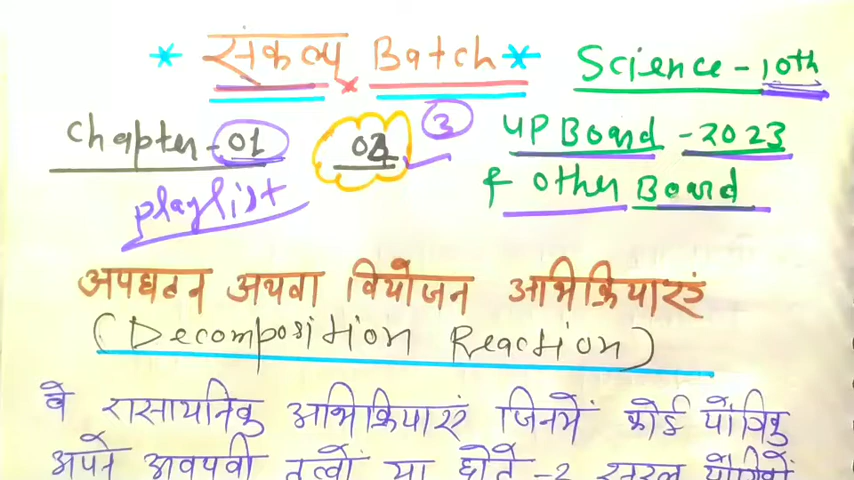 * संकल्प × Batch *
Science - 10th
Chapter - 01
04
3
UP Board - 2023
playlist
& other Board
अपघटन अथवा वियोजन अभिक्रियाएं
(Decomposition Reaction)
वे रासायनिक अभिक्रियाएं जिनमें कोई यौगिक
अपने अवयवी तत्वों या छोटे-2 सरल यौगिकों